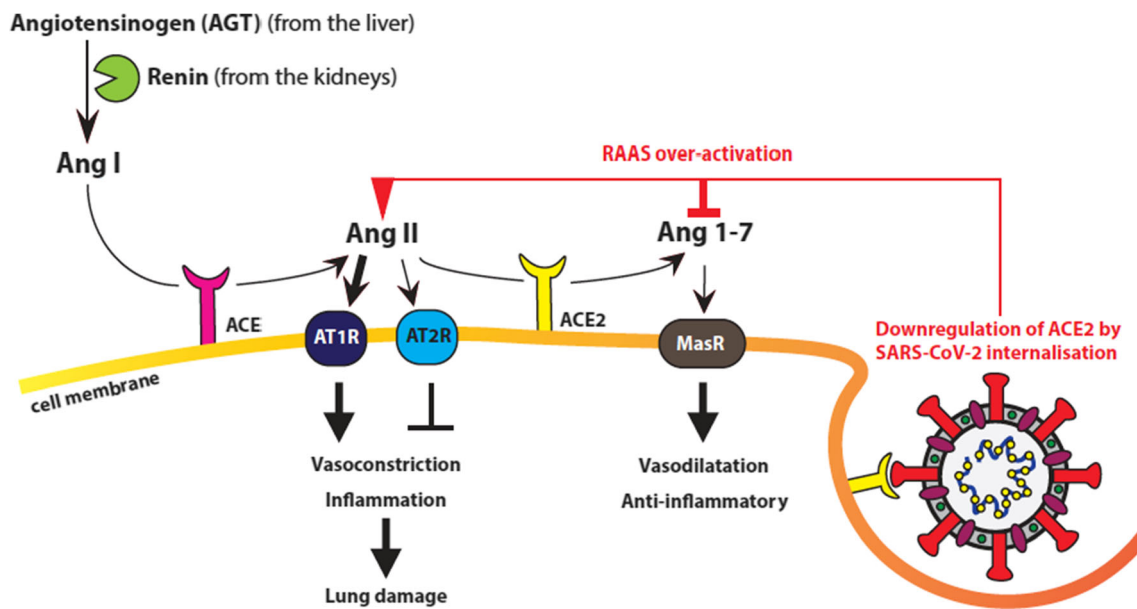 Angiotensinogen (AGT) (from the liver)
Renin (from the kidneys)
Ang I
RAAS over-activation
Ang II
Ang 1-7
ACE
AT1R
AT2R
ACE2
MasR
Downregulation of ACE2 by
SARS-CoV-2 internalisation
cell membrane
Vasoconstriction
Inflammation
Lung damage
Vasodilatation
Anti-inflammatory